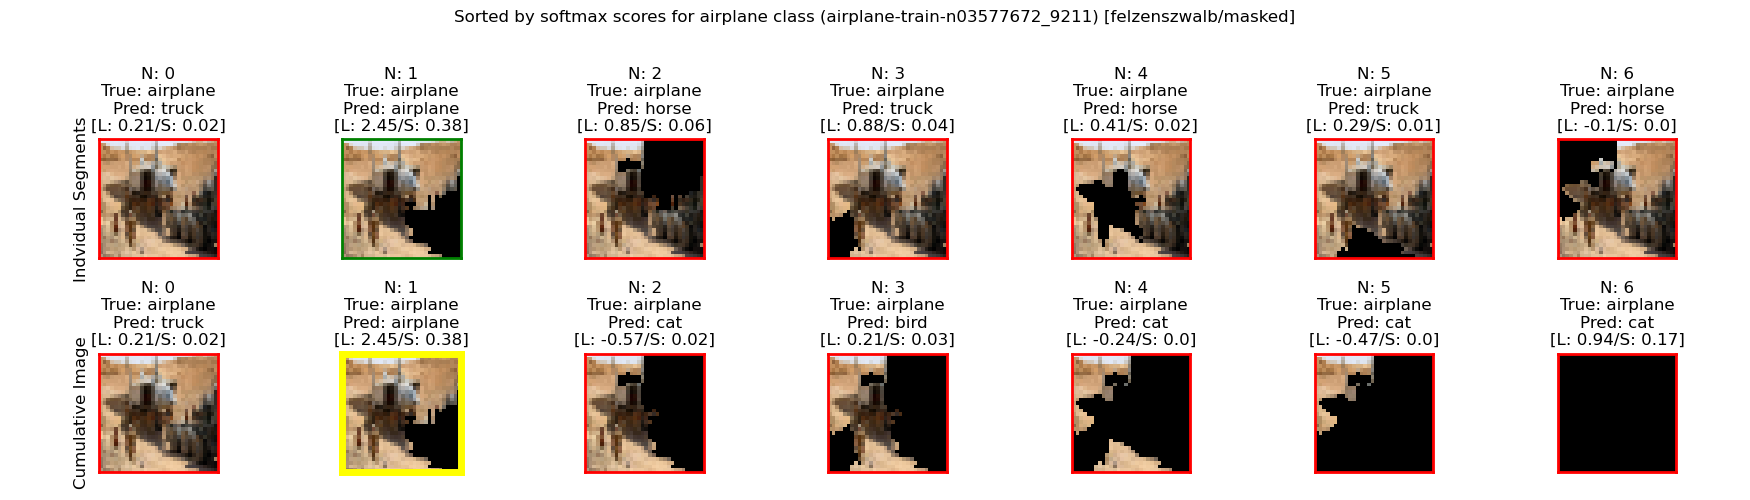 Sorted by softmax scores for airplane class (airplane-train-n03577672_9211) [felzenszwalb/masked]
Indvidual Segments
N: 0
True: airplane
Pred: truck
[L: 0.21/S: 0.02]
N: 1
True: airplane
Pred: airplane
[L: 2.45/S: 0.38]
N: 2
True: airplane
Pred: horse
[L: 0.85/S: 0.06]
N: 3
True: airplane
Pred: truck
[L: 0.88/S: 0.04]
N: 4
True: airplane
Pred: horse
[L: 0.41/S: 0.02]
N: 5
True: airplane
Pred: truck
[L: 0.29/S: 0.01]
N: 6
True: airplane
Pred: horse
[L: -0.1/S: 0.0]
Cumulative Image
N: 0
True: airplane
Pred: truck
[L: 0.21/S: 0.02]
N: 1
True: airplane
Pred: airplane
[L: 2.45/S: 0.38]
N: 2
True: airplane
Pred: cat
[L: -0.57/S: 0.02]
N: 3
True: airplane
Pred: bird
[L: 0.21/S: 0.03]
N: 4
True: airplane
Pred: cat
[L: -0.24/S: 0.0]
N: 5
True: airplane
Pred: cat
[L: -0.47/S: 0.0]
N: 6
True: airplane
Pred: cat
[L: 0.94/S: 0.17]